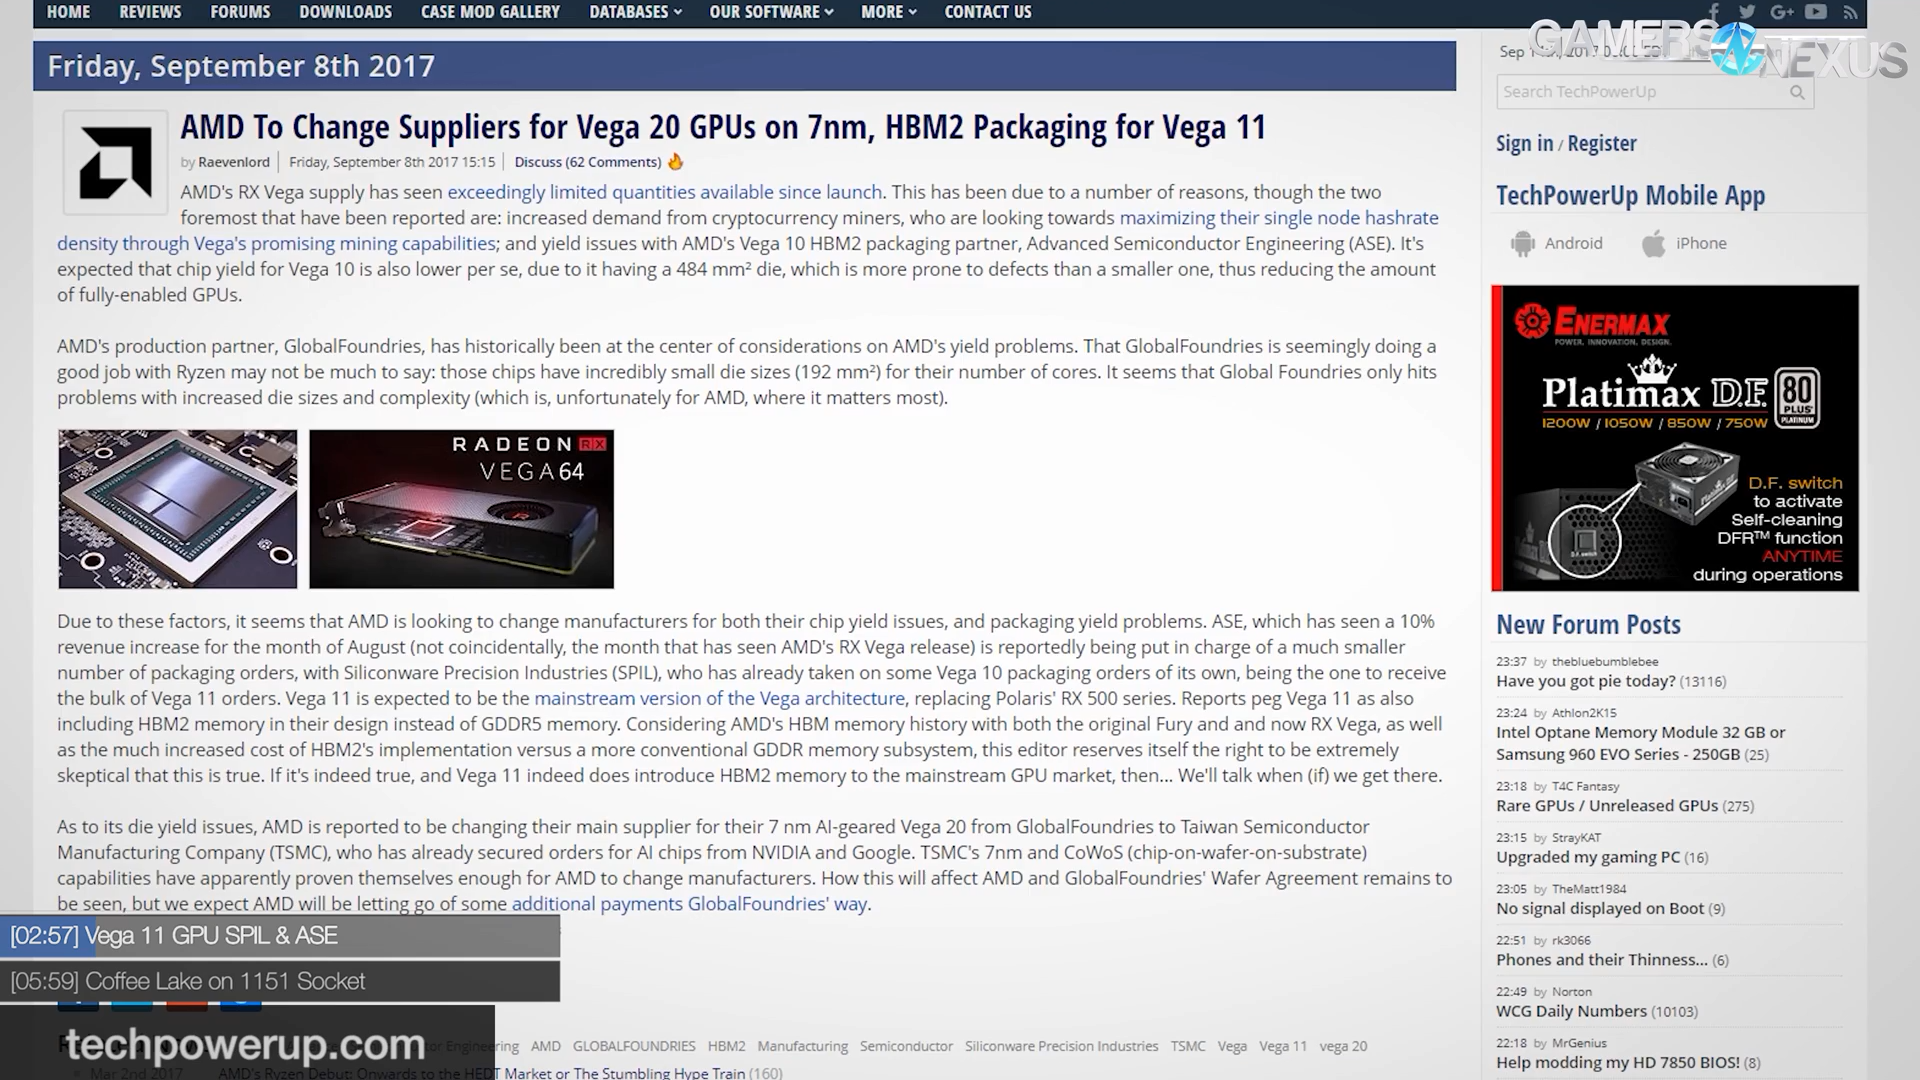 HOME REVIEWS FORUMS DOWNLOADS CASE MOD GALLERY DATABASES OUR SOFTWARE MORE CONTACT US
GAMERS NEXUS
Friday, September 8th 2017
AMD To Change Suppliers for Vega 20 GPUs on 7nm, HBM2 Packaging for Vega 11
by Raevenlord Friday, September 8th 2017 15:15 Discuss (62 Comments)
AMD's RX Vega supply has seen exceedingly limited quantities available since launch. This has been due to a number of reasons, though the two
foremost that have been reported are: increased demand from cryptocurrency miners, who are looking towards maximizing their single node hashrate
density through Vega's promising mining capabilities; and yield issues with AMD's Vega 10 HBM2 packaging partner, Advanced Semiconductor Engineering (ASE). It's
expected that chip yield for Vega 10 is also lower per se, due to it having a 484 mm² die, which is more prone to defects than a smaller one, thus reducing the amount
of fully-enabled GPUs.
AMD's production partner, GlobalFoundries, has historically been at the center of considerations on AMD's yield problems. That GlobalFoundries is seemingly doing a
good job with Ryzen may not be much to say: those chips have incredibly small die sizes (192 mm²) for their number of cores. It seems that Global Foundries only hits
problems with increased die sizes and complexity (which is, unfortunately for AMD, where it matters most).
RADEON RX
VEGA 64
Due to these factors, it seems that AMD is looking to change manufacturers for both their chip yield issues, and packaging yield problems. ASE, which has seen a 10%
revenue increase for the month of August (not coincidentally, the month that has seen AMD's RX Vega release) is reportedly being put in charge of a much smaller
number of packaging orders, with Siliconware Precision Industries (SPIL), who has already taken on some Vega 10 packaging orders of its own, being the one to receive
the bulk of Vega 11 orders. Vega 11 is expected to be the mainstream version of the Vega architecture, replacing Polaris' RX 500 series. Reports peg Vega 11 as also
including HBM2 memory in their design instead of GDDR5 memory. Considering AMD's HBM memory history with both the original Fury and and now RX Vega, as well
as the much increased cost of HBM2's implementation versus a more conventional GDDR memory subsystem, this editor reserves itself the right to be extremely
skeptical that this is true. If it's indeed true, and Vega 11 indeed does introduce HBM2 memory to the mainstream GPU market, then... We'll talk when (if) we get there.
As to its die yield issues, AMD is reported to be changing their main supplier for their 7 nm AI-geared Vega 20 from GlobalFoundries to Taiwan Semiconductor
Manufacturing Company (TSMC), who has already secured orders for AI chips from NVIDIA and Google. TSMC's 7nm and CoWoS (chip-on-wafer-on-substrate)
capabilities have apparently proven themselves enough for AMD to change manufacturers. How this will affect AMD and GlobalFoundries' Wafer Agreement remains to
be seen, but we expect AMD will be letting go of some additional payments GlobalFoundries' way.
[02:57] Vega 11 GPU SPIL & ASE
[05:59] Coffee Lake on 1151 Socket
techpowerup.com
Engineering AMD GLOBALFOUNDRIES HBM2 Manufacturing Semiconductor Siliconware Precision Industries TSMC Vega Vega 11 vega 20
Mar 2nd 2017 AMD's Ryzen Debut: Onwards to the HEDT Market or The Stumbling Hype Train (160)
Search TechPowerUp
Sign in / Register
TechPowerUp Mobile App
Android iPhone
ENERMAX
POWER. INNOVATION. DESIGN.
Platimax D.F. 80 PLUS PLATINUM
1200W / 1050W / 850W / 750W
D.F. switch
to activate
Self-cleaning
DFR™ function
ANYTIME
during operations
New Forum Posts
23:37 by thebluebumblebee
Have you got pie today? (13116)
23:24 by Athlon2K15
Intel Optane Memory Module 32 GB or
Samsung 960 EVO Series - 250GB (25)
23:18 by T4C Fantasy
Rare GPUs / Unreleased GPUs (275)
23:15 by StrayKAT
Upgraded my gaming PC (16)
23:05 by TheMatt1984
No signal displayed on Boot (9)
22:51 by rk3066
Phones and their Thinness... (6)
22:49 by Norton
WCG Daily Numbers (10103)
22:18 by MrGenius
Help modding my HD 7850 BIOS! (8)